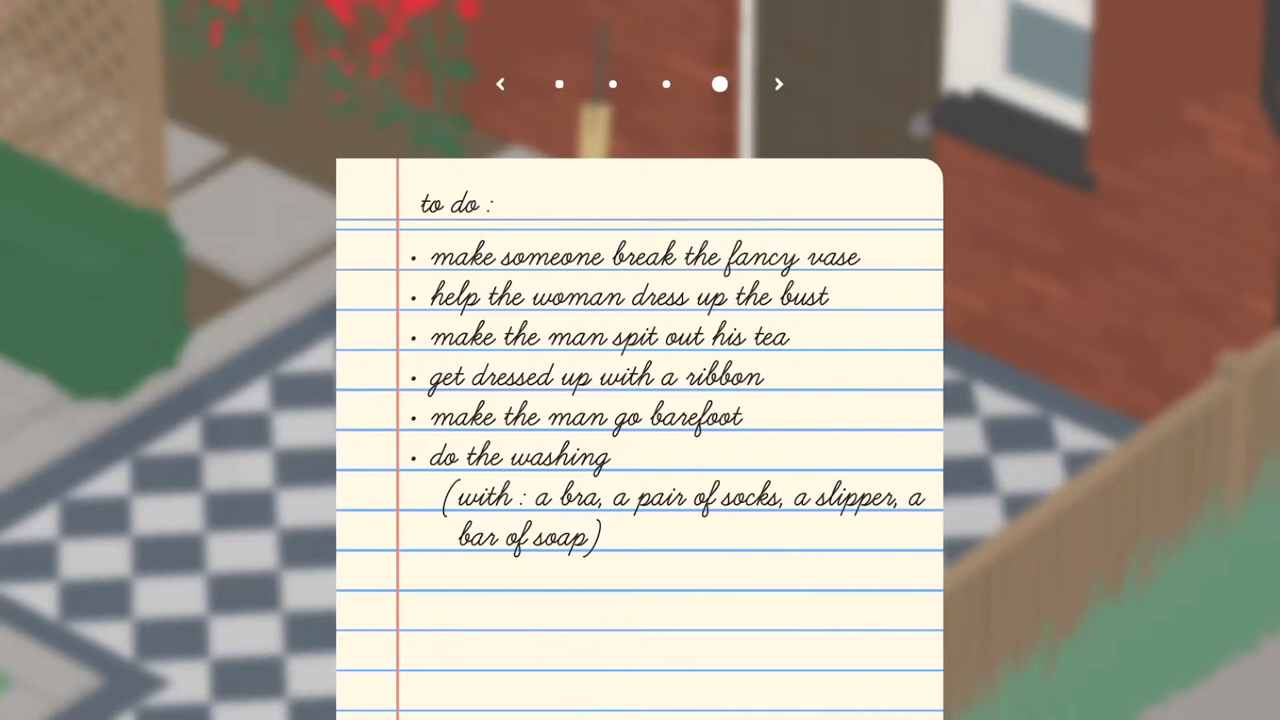 to do :
• make someone break the fancy vase
• help the woman dress up the bust
• make the man spit out his tea
• get dressed up with a ribbon
• make the man go barefoot
• do the washing
(with : a bra, a pair of socks, a slipper, a
bar of soap)